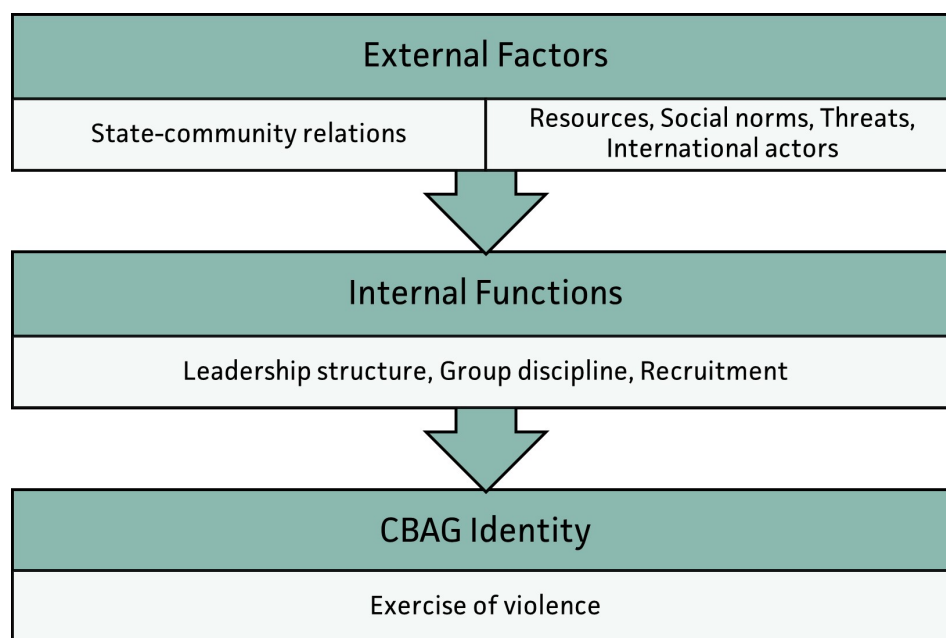 External Factors
State-community relations
Resources, Social norms, Threats,
International actors
Internal Functions
Leadership structure, Group discipline, Recruitment
CBAG Identity
Exercise of violence